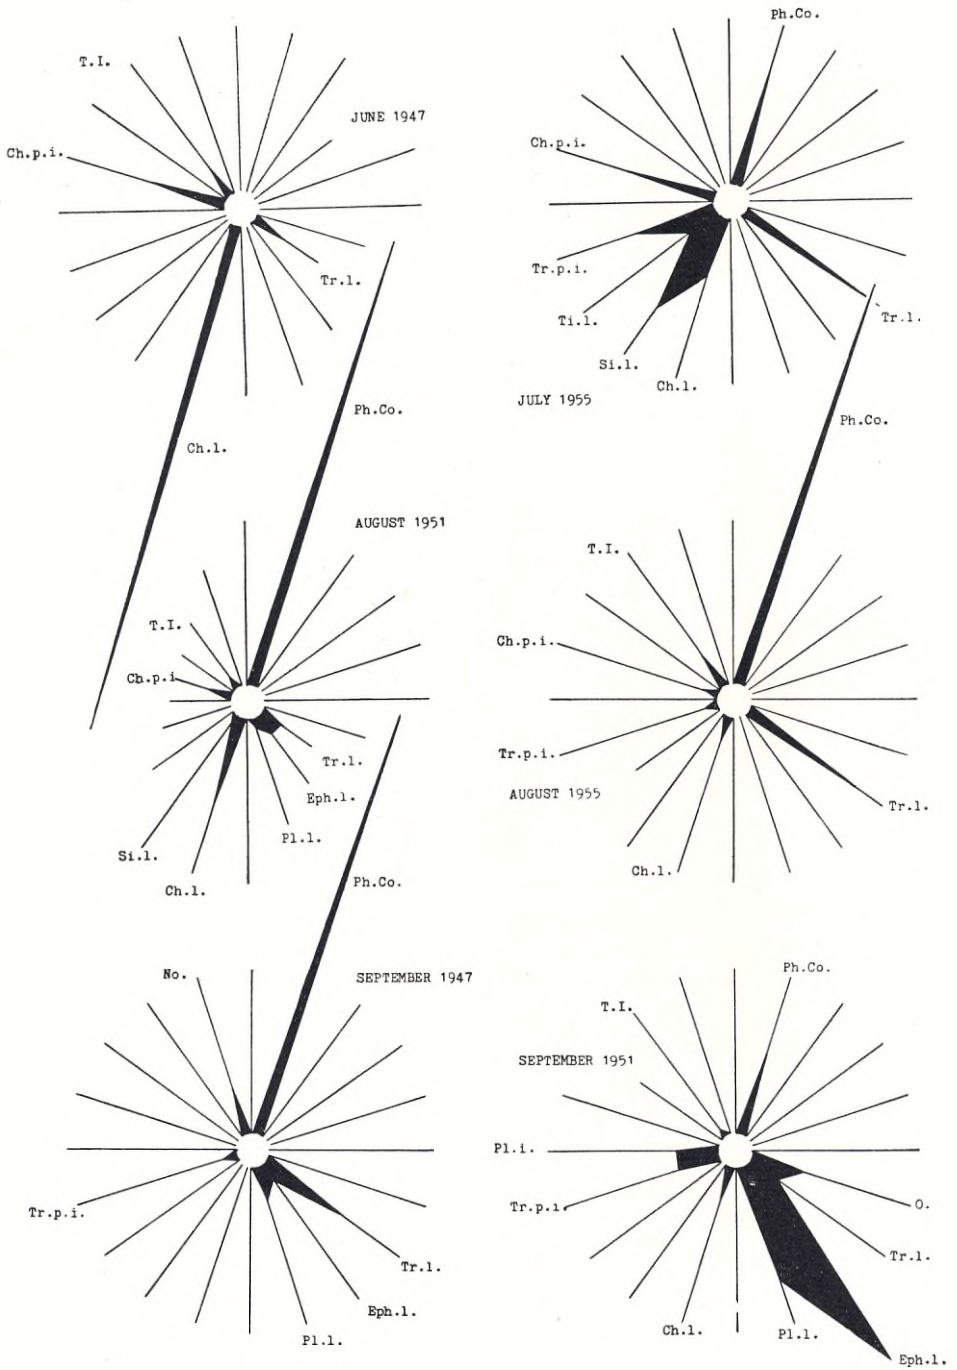 T.I.
JUNE 1947
Ch.p.i.
Tr.l.
Ch.l.
Ph.Co.
AUGUST 1951
T.I.
Ch.p.i
Tr.l.
Eph.l.
Pl.l.
Si.l.
Ch.l.
Ph.Co.
No.
SEPTEMBER 1947
Tr.p.i.
Tr.l.
Eph.l.
Pl.l.
Ph.Co.
Ch.p.i.
Tr.p.i.
Ti.l.
Tr.l.
Si.l.
Ch.l.
JULY 1955
Ph.Co.
T.I.
Ch.p.i.
Tr.p.i.
AUGUST 1955
Tr.l.
Ch.l.
Ph.Co.
T.I.
SEPTEMBER 1951
Pl.i.
Tr.p.i.
O.
Tr.l.
Ch.l.
Pl.l.
Eph.l.